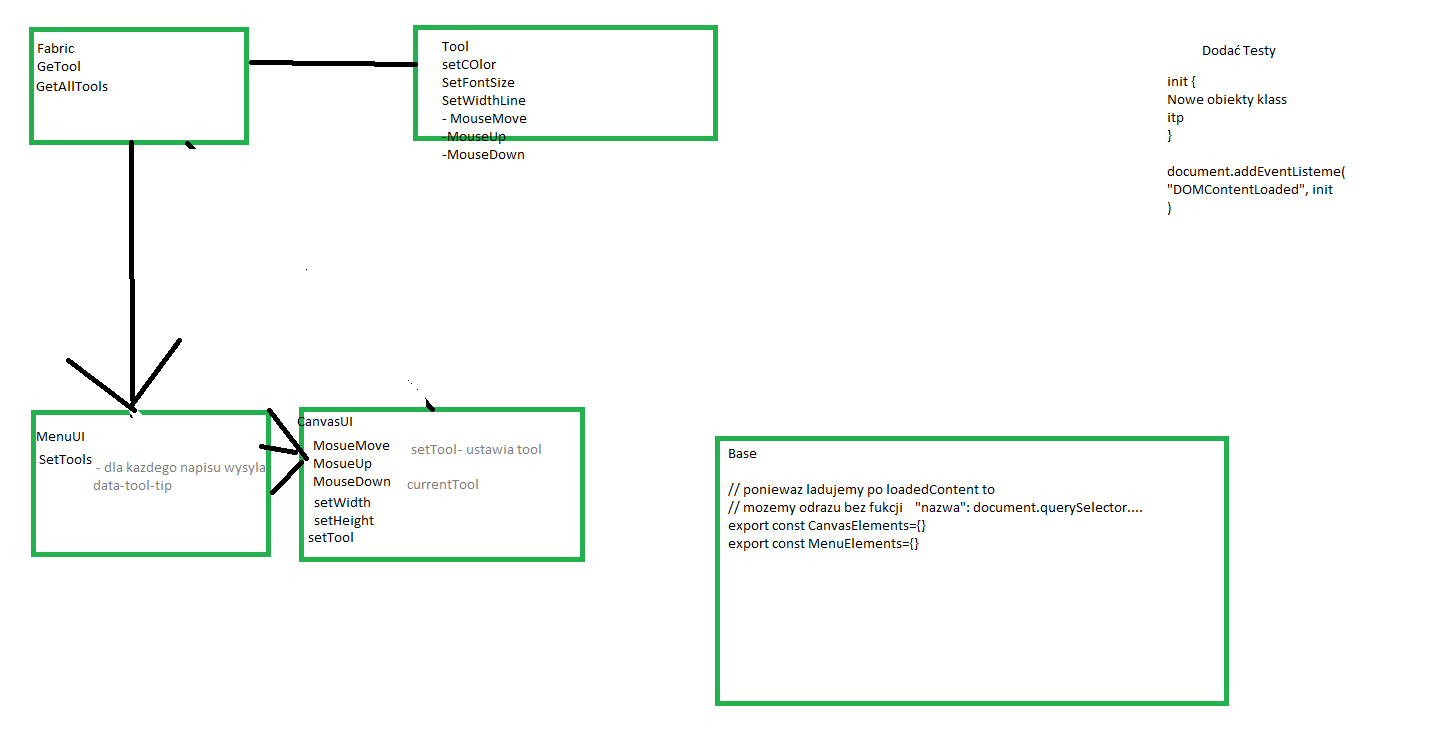 Fabric
GeTool
GetAllTools
Tool
setCOlor
SetFontSize
SetWidthLine
- MouseMove
-MouseUp
-MouseDown
Dodać Testy
init {
Nowe obiekty klass
itp
}
document.addEventListeme(
"DOMContentLoaded", init
)
MenuUI
SetTools - dla kazdego napisu wysyla
data-tool-tip
CanvasUI
MosueMove
MosueUp
MouseDown
setWidth
setHeight
setTool
setTool- ustawia tool
currentTool
Base
// poniewaz ladujemy po loadedContent to
// mozemy odrazu bez fukcji "nazwa": document.querySelector....
export const CanvasElements={}
export const MenuElements={}